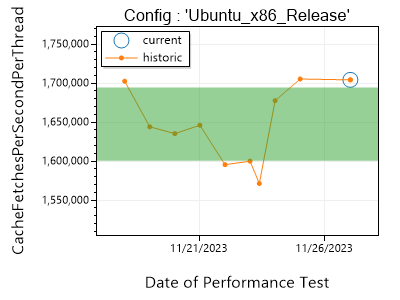 Config : 'Ubuntu_x86_Release'
CacheFetchesPerSecondPerThread
1,750,000
1,700,000
1,650,000
1,600,000
1,550,000
current
historic
11/21/2023
11/26/2023
Date of Performance Test